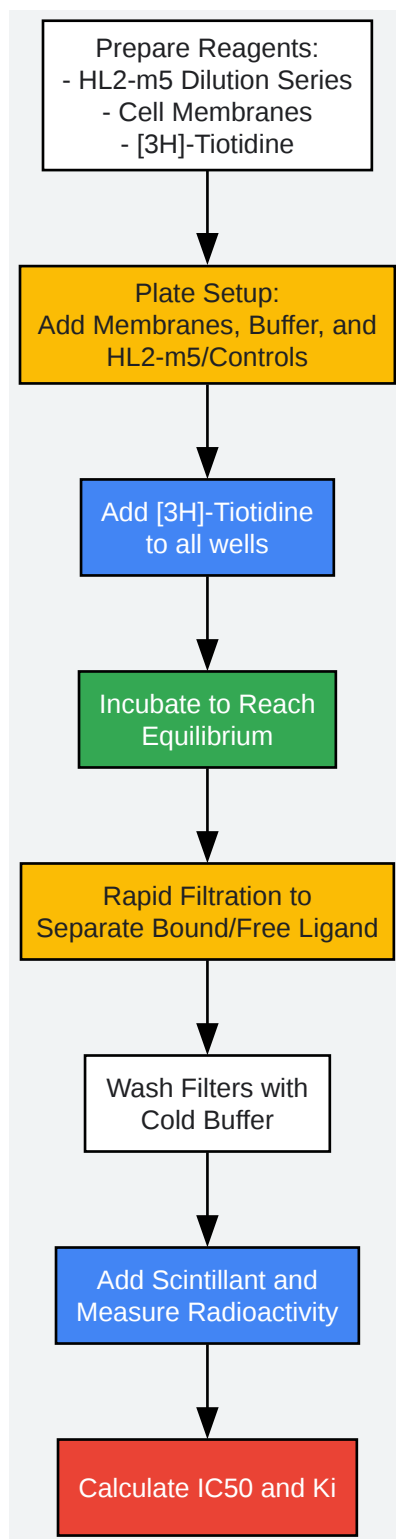 Prepare Reagents:
- HL2-m5 Dilution Series
- Cell Membranes
- [3H]-Tiotidine
Plate Setup:
Add Membranes, Buffer, and
HL2-m5/Controls
Add [3H]-Tiotidine
to all wells
Incubate to Reach
Equilibrium
Rapid Filtration to
Separate Bound/Free Ligand
Wash Filters with
Cold Buffer
Add Scintillant and
Measure Radioactivity
Calculate IC50 and Ki